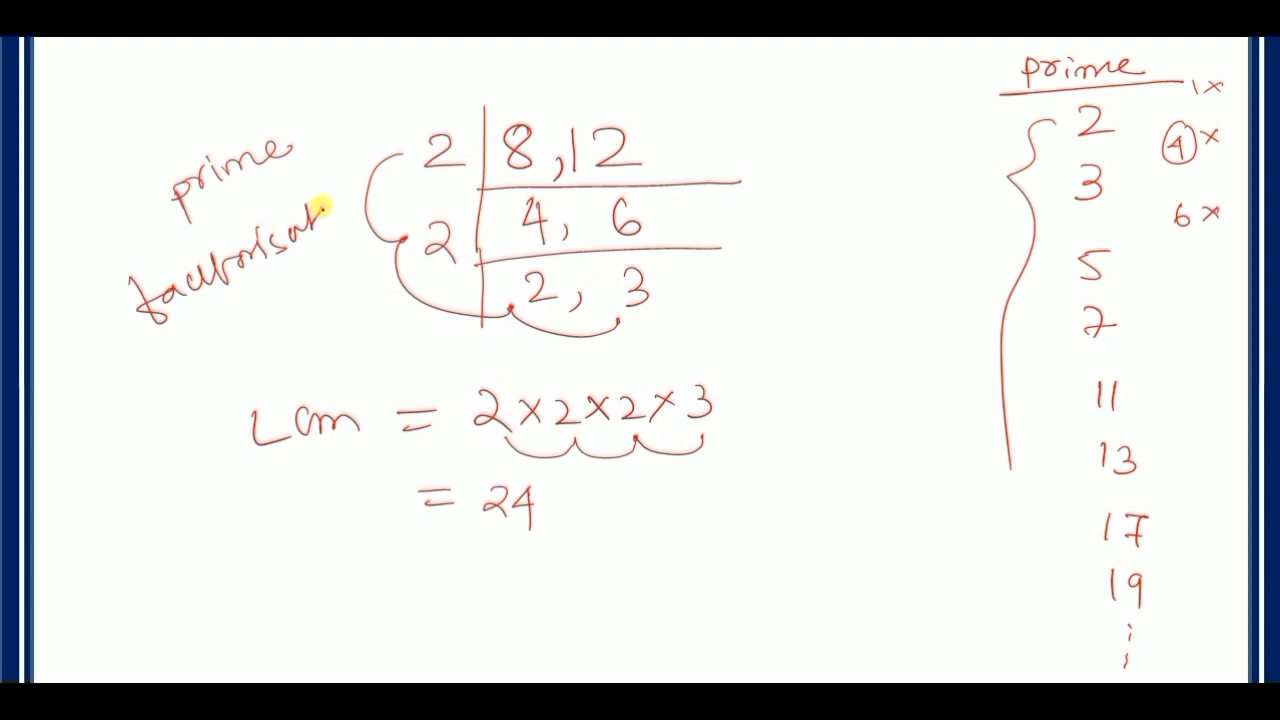 prime
factorisat
2 8, 12
2 4, 6
2, 3
Lcm = 2×2×2×3
= 24
prime
1 ×
2
4 ×
3
6 ×
5
7
11
13
17
19